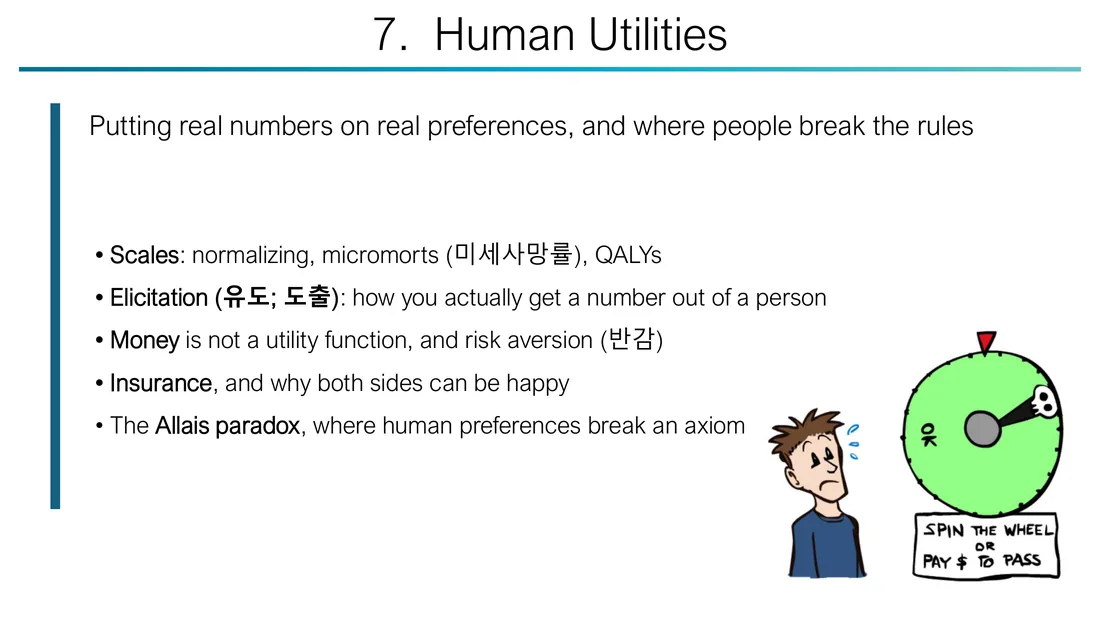 7. Human Utilities
Putting real numbers on real preferences, and where people break the rules
• Scales: normalizing, micromorts (미세사망률), QALYs
• Elicitation (유도; 도출): how you actually get a number out of a person
• Money is not a utility function, and risk aversion (반감)
• Insurance, and why both sides can be happy
• The Allais paradox, where human preferences break an axiom
OK
SPIN THE WHEEL
OR
PAY $ TO PASS